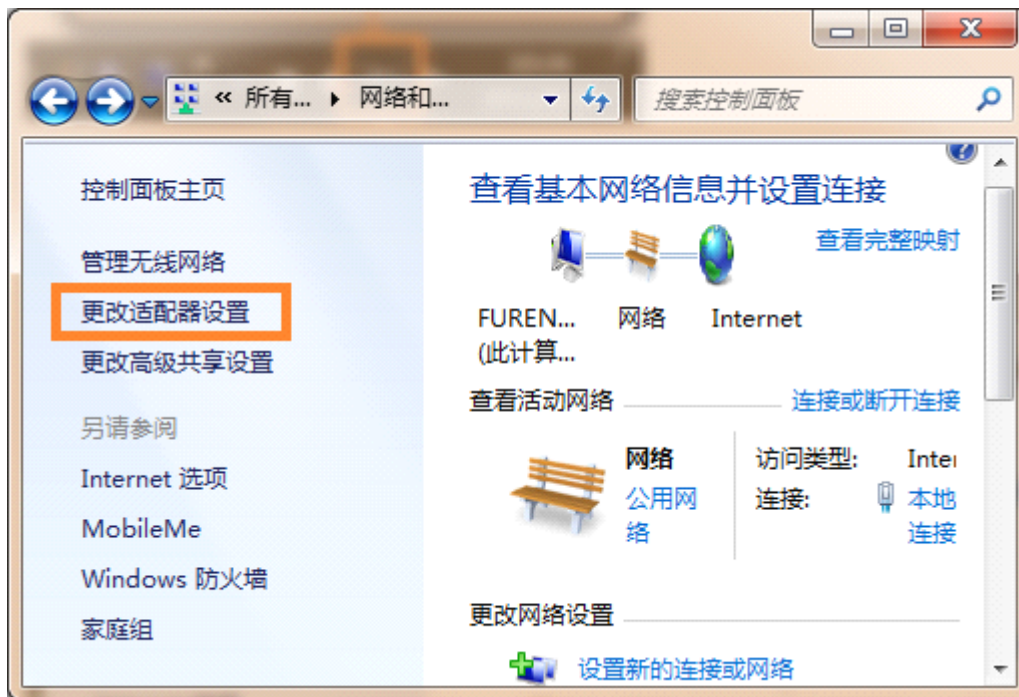 « 所有... ▸ 网络和...
搜索控制面板
控制面板主页
管理无线网络
更改适配器设置
更改高级共享设置
另请参阅
Internet 选项
MobileMe
Windows 防火墙
家庭组
查看基本网络信息并设置连接
查看完整映射
FUREN... 网络 Internet
(此计算...
查看活动网络 连接或断开连接
网络
公用网
络
访问类型: Inter
连接: 本地
连接
更改网络设置
设置新的连接或网络